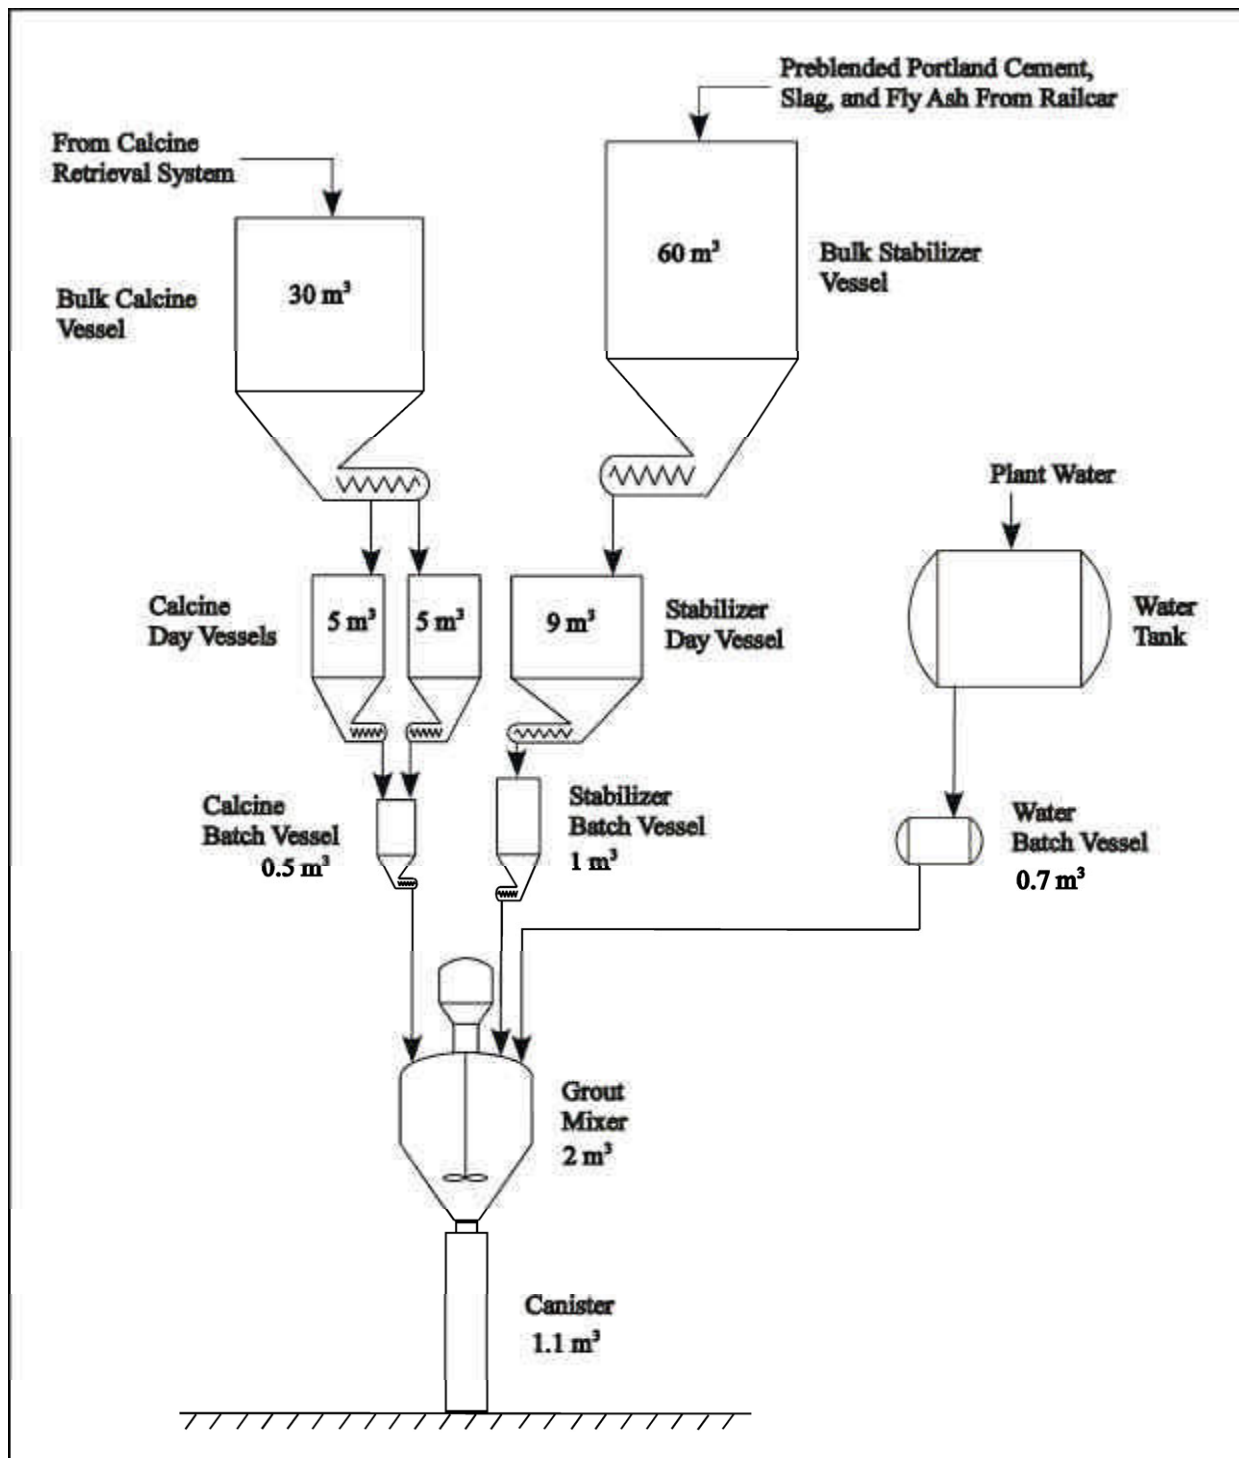 Preblended Portland Cement,
Slag, and Fly Ash From Railcar
From Calcine
Retrieval System
60 m³
Bulk Stabilizer
Vessel
30 m³
Bulk Calcine
Vessel
Plant Water
Calcine
Day Vessels
5 m³
5 m³
9 m³
Stabilizer
Day Vessel
Water
Tank
Calcine
Batch Vessel
0.5 m³
Stabilizer
Batch Vessel
1 m³
Water
Batch Vessel
0.7 m³
Grout
Mixer
2 m³
Canister
1.1 m³